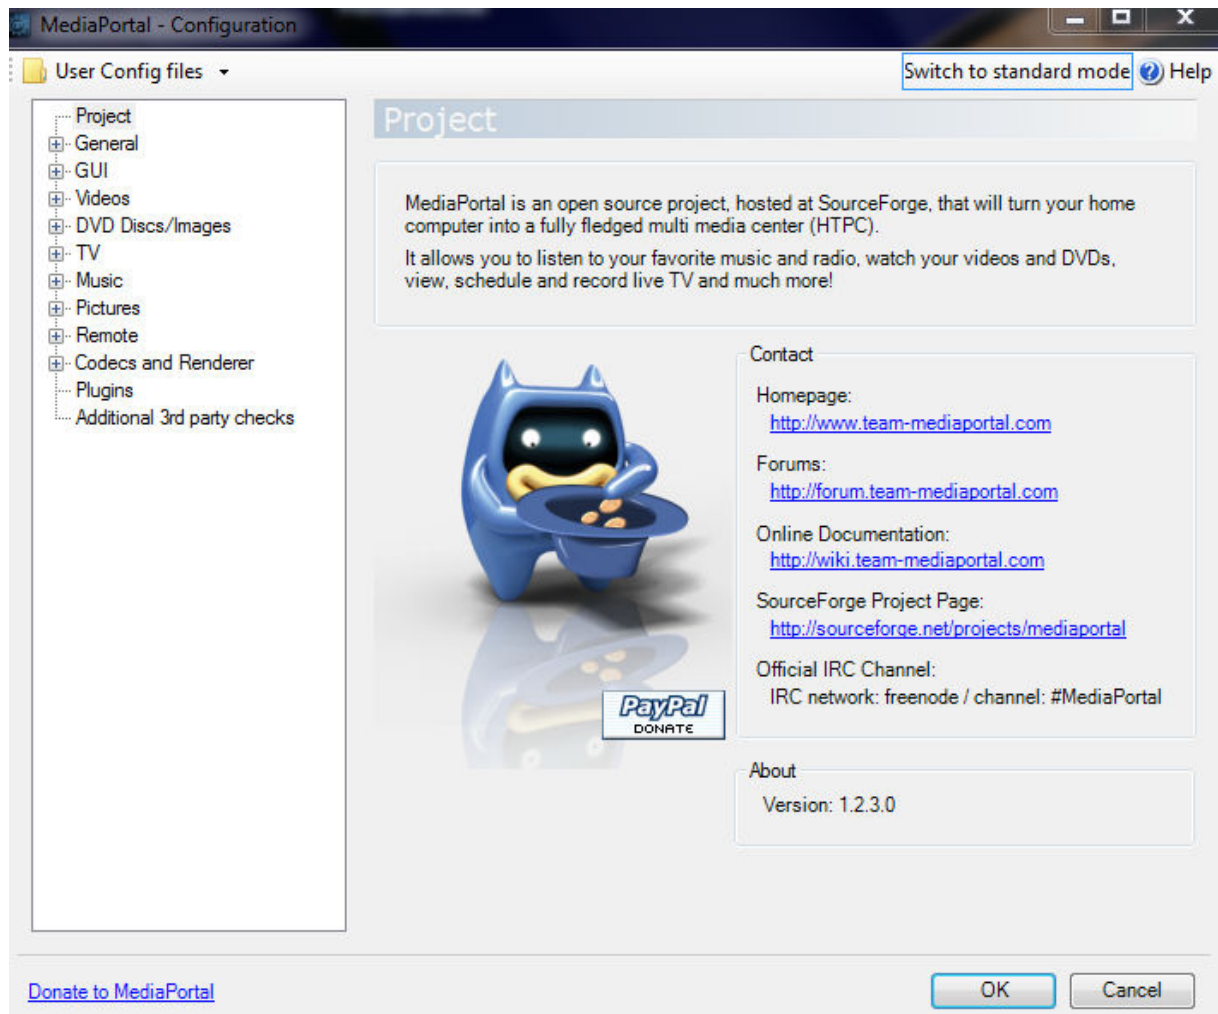 MediaPortal - Configuration
User Config files
Switch to standard mode
Help
Project
General
GUI
Videos
DVD Discs/Images
TV
Music
Pictures
Remote
Codecs and Renderer
Plugins
Additional 3rd party checks
Project
MediaPortal is an open source project, hosted at SourceForge, that will turn your home
computer into a fully fledged multi media center (HTPC).
It allows you to listen to your favorite music and radio, watch your videos and DVDs,
view, schedule and record live TV and much more!
PayPal
DONATE
Contact
Homepage:
http://www.team-mediaportal.com
Forums:
http://forum.team-mediaportal.com
Online Documentation:
http://wiki.team-mediaportal.com
SourceForge Project Page:
http://sourceforge.net/projects/mediaportal
Official IRC Channel:
IRC network: freenode / channel: #MediaPortal
About
Version: 1.2.3.0
Donate to MediaPortal
OK
Cancel